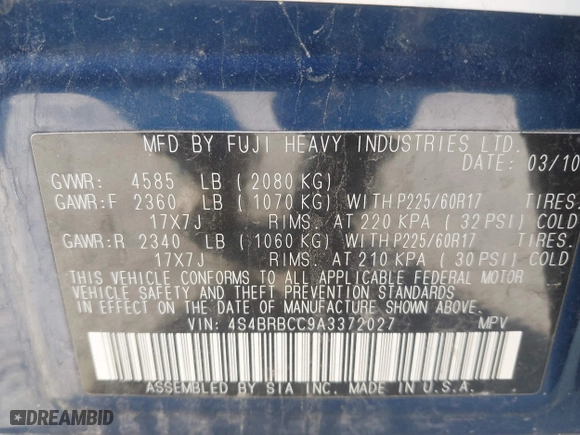 MFD BY FUJI HEAVY INDUSTRIES LTD.
DATE: 03/10
GVWR: 4585 LB (2080 KG)
GAWR:F 2360 LB (1070 KG) WITH P225/60R17 TIRES.
17X7J RIMS. AT 220 KPA (32 PSI) COLD
GAWR:R 2340 LB (1060 KG) WITH P225/60R17 TIRES.
17X7J RIMS. AT 210 KPA (30 PSI) COLD
THIS VEHICLE CONFORMS TO ALL APPLICABLE FEDERAL MOTOR
VEHICLE SAFETY AND THEFT PREVENTION STANDARDS
IN EFFECT ON THE DATE OF MANUFACTURE SHOWN ABOVE.
VIN: 4S4BRBCC9A3372027 MPV
ASSEMBLED BY SIA INC. MADE IN U.S.A.
DREAMBID